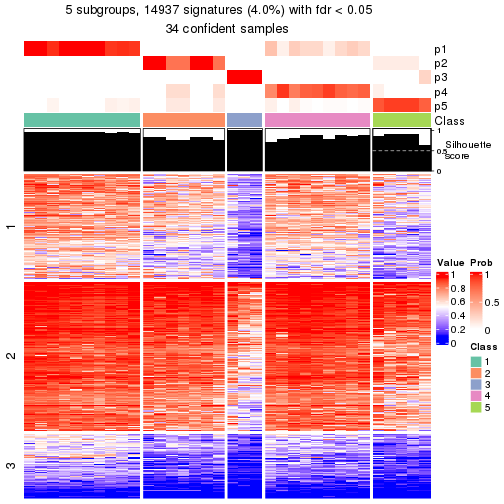 5 subgroups, 14937 signatures (4.0%) with fdr < 0.05
34 confident samples
p1
p2
p3
p4
p5
Class
1
0.5
0
Silhouette
score
1
2
3
Value
1
0.8
0.6
0.4
0.2
0
Prob
1
0.5
0
Class
1
2
3
4
5